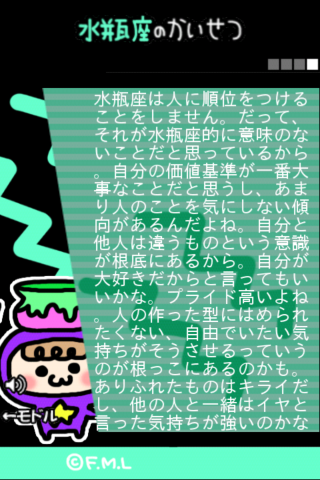 水瓶座のかいせつ
水瓶座は人に順位をつける
ことをしません。だって、
それが水瓶座的に意味のな
いことだと思っているから
。自分の価値基準が一番大
事なことだと思うし、あま
り人のことを気にしない傾
向があるんだよね。自分と
他人は違うものという意識
が根底にあるから。自分が
大好きだからと言ってもい
いかな。プライド高いよね
。人の作った型にはめられ
たくない、自由でいたい気
持ちがそうさせるっていう
のが根っこにあるのかも。
ありふれたものはキライだ
し、他の人と一緒はイヤと
言った気持ちが強いのかな
←モドル
©F.M.L